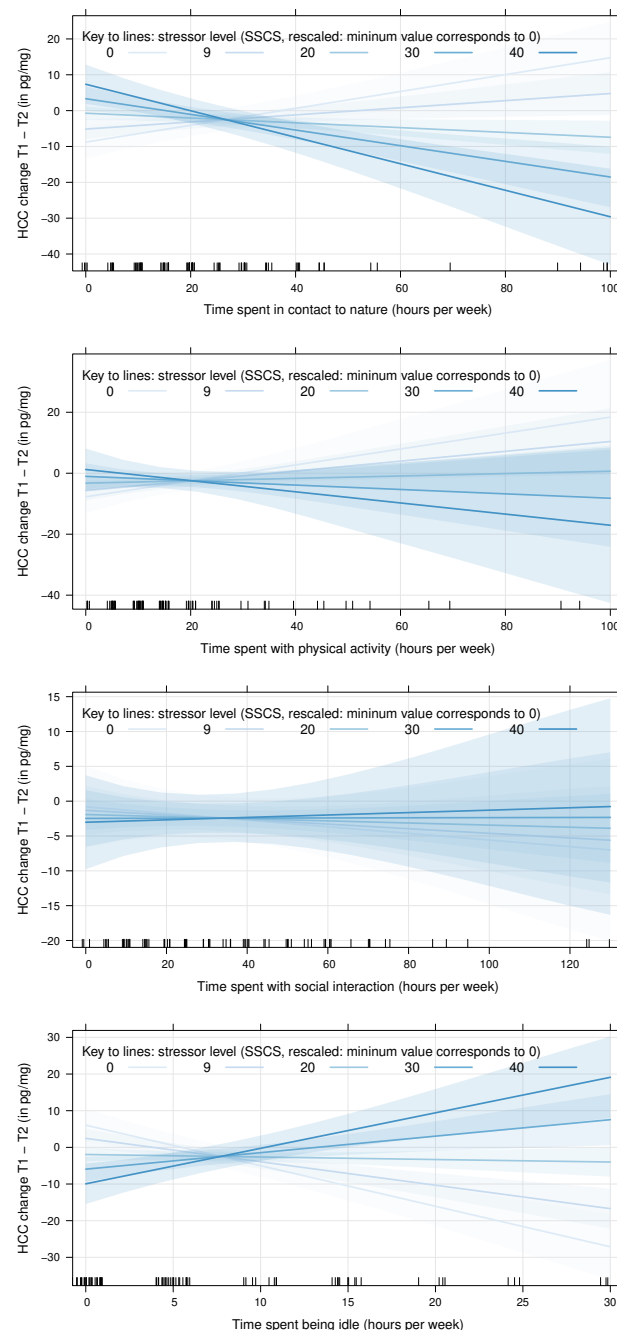 Key to lines: stressor level (SSCS, rescaled: mininum value corresponds to 0)
0 9 20 30 40
HCC change T1 − T2 (in pg/mg)
20
10
0
−10
−20
−30
−40
0 20 40 60 80 100
Time spent in contact to nature (hours per week)
Key to lines: stressor level (SSCS, rescaled: mininum value corresponds to 0)
0 9 20 30 40
HCC change T1 − T2 (in pg/mg)
20
0
−20
−40
0 20 40 60 80 100
Time spent with physical activity (hours per week)
Key to lines: stressor level (SSCS, rescaled: mininum value corresponds to 0)
0 9 20 30 40
HCC change T1 − T2 (in pg/mg)
15
10
5
0
−5
−10
−15
−20
0 20 40 60 80 100 120
Time spent with social interaction (hours per week)
Key to lines: stressor level (SSCS, rescaled: mininum value corresponds to 0)
0 9 20 30 40
HCC change T1 − T2 (in pg/mg)
30
20
10
0
−10
−20
−30
0 5 10 15 20 25 30
Time spent being idle (hours per week)